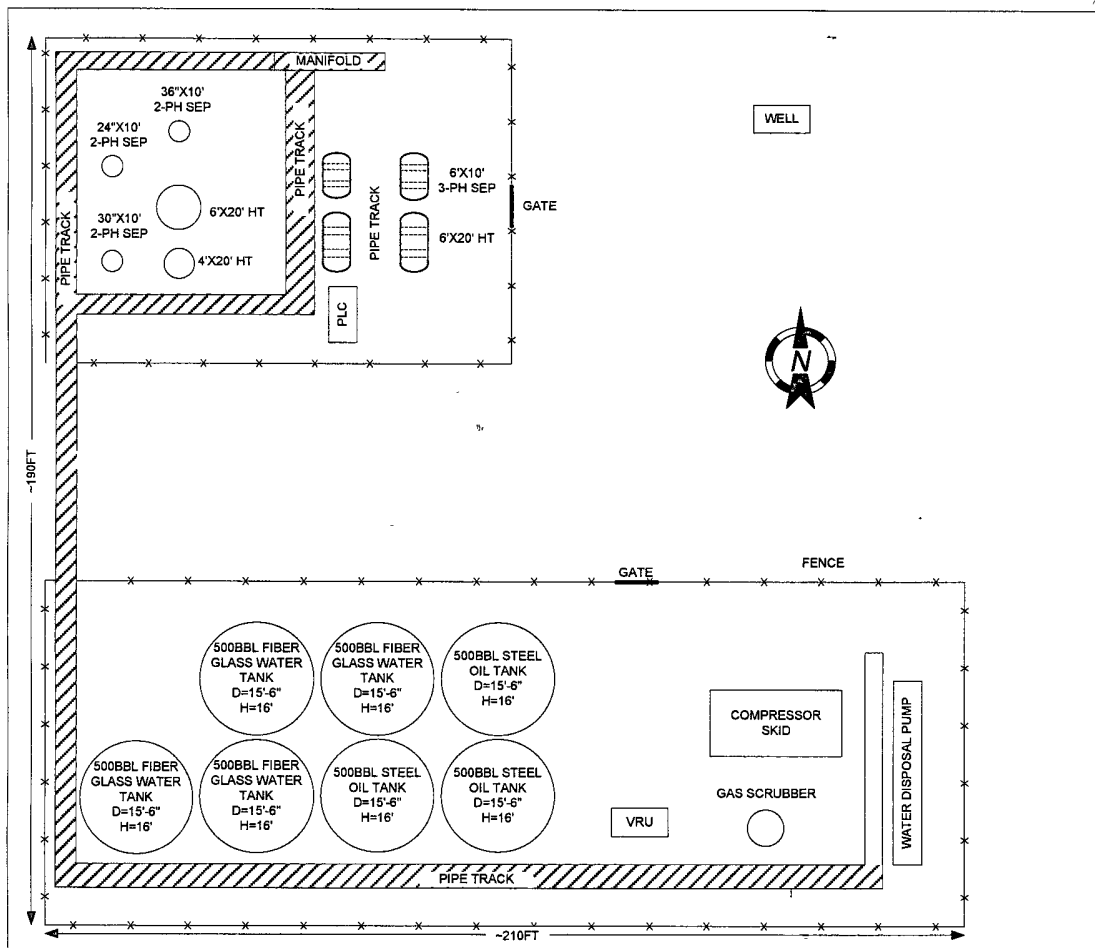 MANIFOLD
36"X10'
2-PH SEP
24"X10'
2-PH SEP
WELL
PIPE TRACK
6'X10'
3-PH SEP
PIPE TRACK
6'X20' HT
GATE
30"X10'
2-PH SEP
PIPE TRACK
6'X20' HT
4'X20' HT
PLC
N
~190FT
FENCE
GATE
500BBL FIBER
GLASS WATER
TANK
D=15'-6"
H=16'
500BBL FIBER
GLASS WATER
TANK
D=15'-6"
H=16'
500BBL STEEL
OIL TANK
D=15'-6"
H=16'
COMPRESSOR
SKID
WATER DISPOSAL PUMP
500BBL FIBER
GLASS WATER
TANK
D=15'-6"
H=16'
500BBL FIBER
GLASS WATER
TANK
D=15'-6"
H=16'
500BBL STEEL
OIL TANK
D=15'-6"
H=16'
500BBL STEEL
OIL TANK
D=15'-6"
H=16'
GAS SCRUBBER
VRU
PIPE TRACK
~210FT